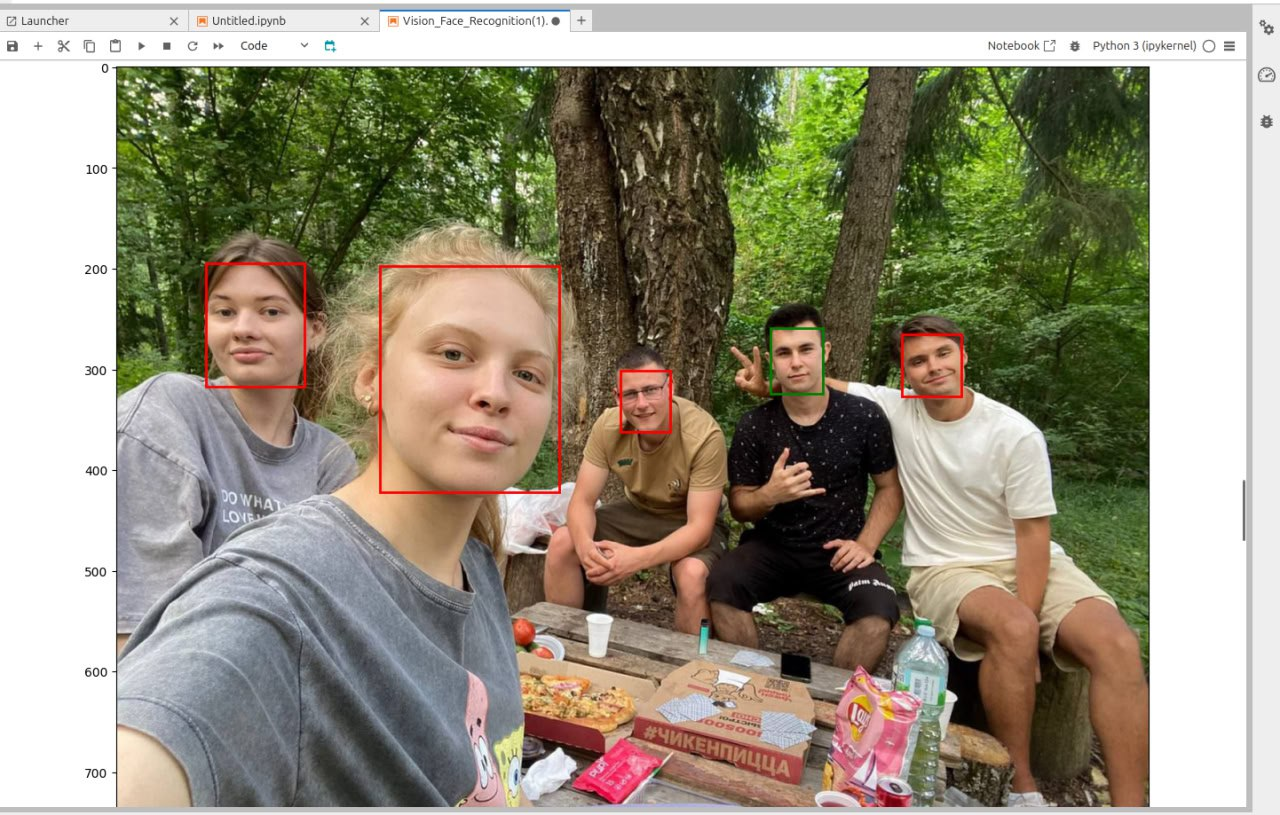 Launcher
Untitled.ipynb
Vision_Face_Recognition(1).
Code
Notebook
Python 3 (ipykernel)
0
100
200
300
400
500
600
700
DO WHAT
LOVE
#ЧИКЕНПИЦЦА